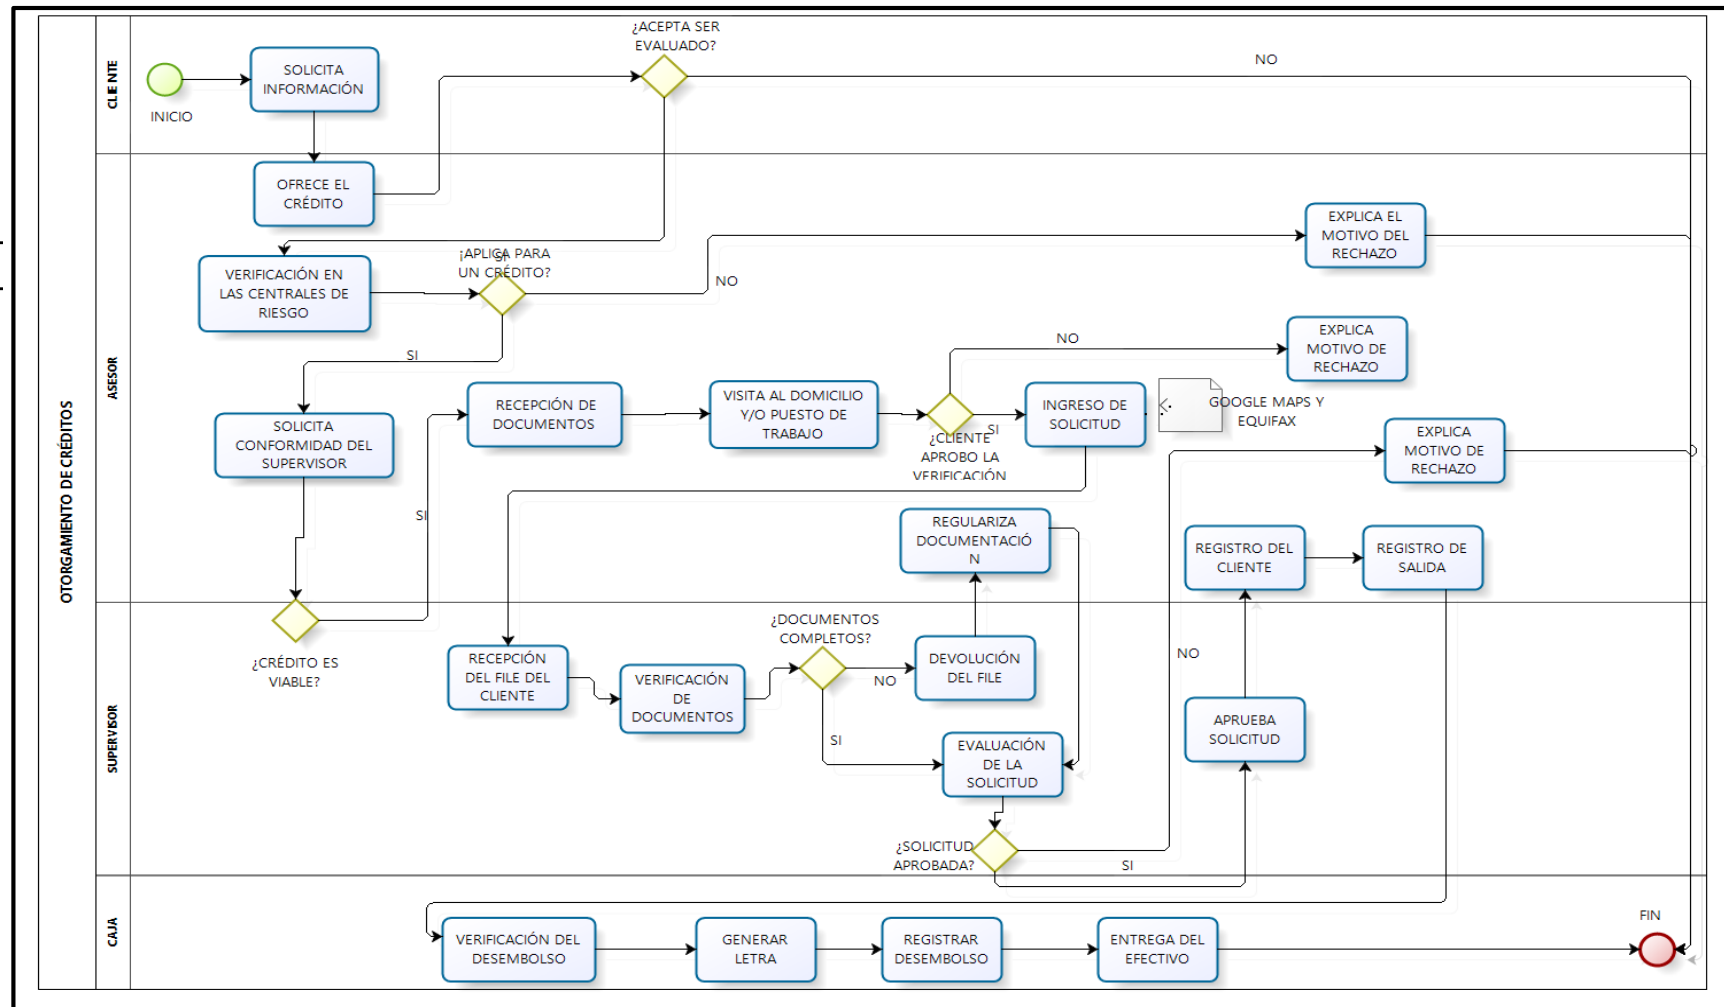 OTORGAMIENTO DE CRÉDITOS
CLIENTE
INICIO
SOLICITA
INFORMACIÓN
¿ACEPTA SER
EVALUADO?
NO
ASESOR
OFRECE EL
CRÉDITO
EXPLICA EL
MOTIVO DEL
RECHAZO
VERIFICACIÓN EN
LAS CENTRALES DE
RIESGO
SI
¡APLICA PARA
UN CRÉDITO?
NO
SI
EXPLICA
MOTIVO DE
RECHAZO
NO
SOLICITA
CONFORMIDAD DEL
SUPERVISOR
RECEPCIÓN DE
DOCUMENTOS
VISITA AL DOMICILIO
Y/O PUESTO DE
TRABAJO
SI
¿CLIENTE
APROBO LA
VERIFICACIÓN
INGRESO DE
SOLICITUD
GOOGLE MAPS Y
EQUIFAX
EXPLICA
MOTIVO DE
RECHAZO
SI
REGULARIZA
DOCUMENTACIÓ
N
REGISTRO DEL
CLIENTE
REGISTRO DE
SALIDA
SUPERVISOR
¿CRÉDITO ES
VIABLE?
RECEPCIÓN
DEL FILE DEL
CLIENTE
VERIFICACIÓN
DE
DOCUMENTOS
¿DOCUMENTOS
COMPLETOS?
NO
DEVOLUCIÓN
DEL FILE
NO
SI
EVALUACIÓN
DE LA
SOLICITUD
APRUEBA
SOLICITUD
¿SOLICITUD
APROBADA?
SI
CAJA
VERIFICACIÓN DEL
DESEMBOLSO
GENERAR
LETRA
REGISTRAR
DESEMBOLSO
ENTREGA DEL
EFECTIVO
FIN